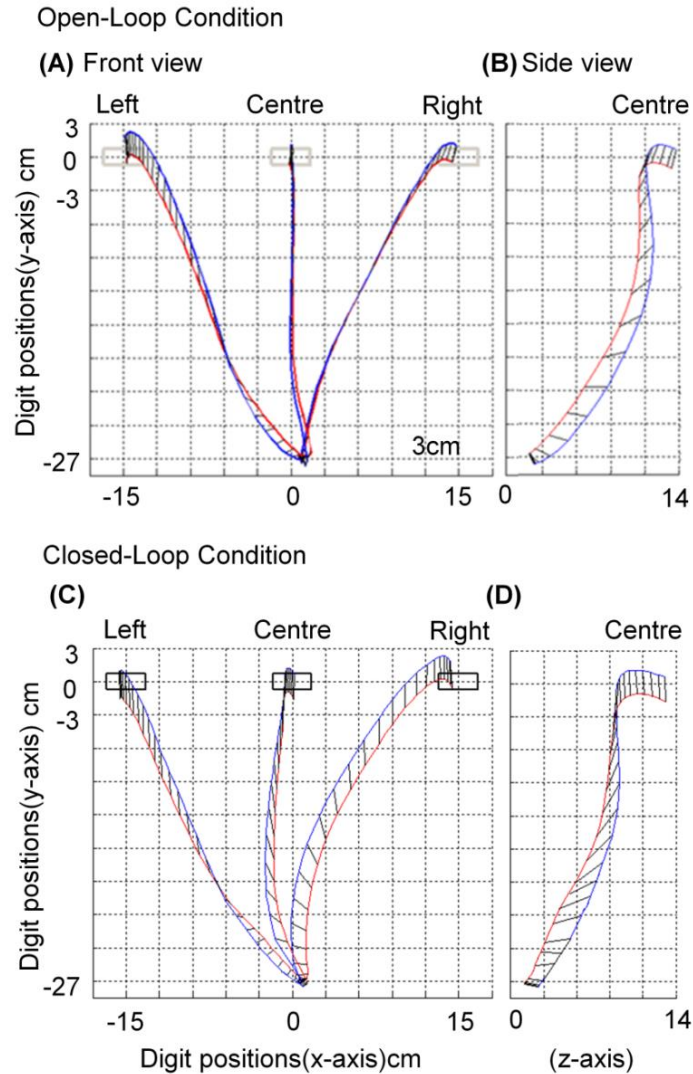 Open-Loop Condition
(A) Front view
(B) Side view
Left Centre Right
Centre
3
0
-3
-27
Digit positions(y-axis) cm
3cm
-15 0 15
0 14
Closed-Loop Condition
(C)
(D)
Left Centre Right
Centre
3
0
-3
-27
Digit positions(y-axis) cm
-15 0 15
0 14
Digit positions(x-axis)cm
(z-axis)